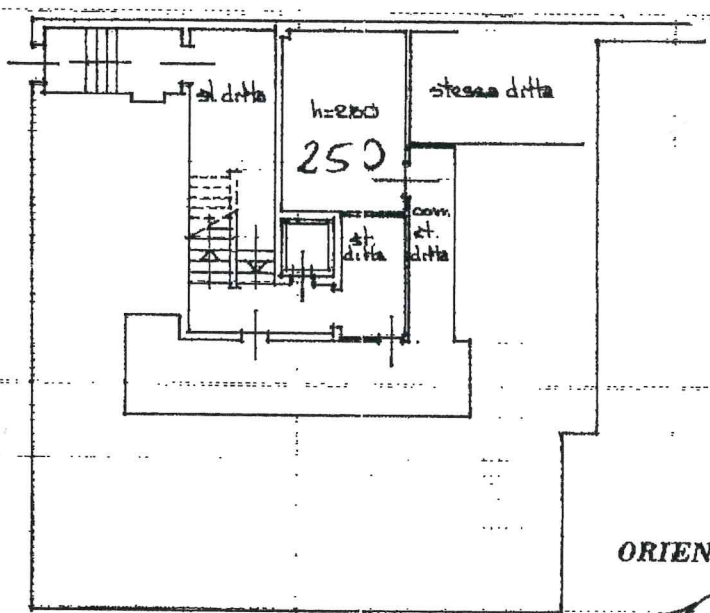 st. ditta
stessa ditta
h=280
250
com.
st.
ditta
st.
ditta
ORIEN